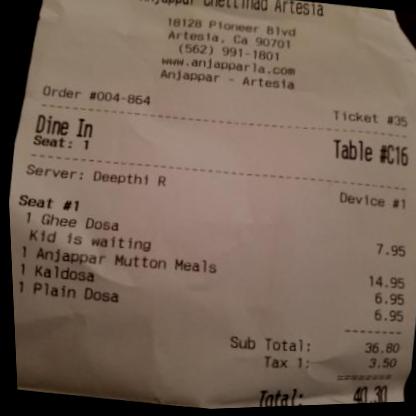 Anjappar Chettinad Artesia
18128 Pioneer Blvd
Artesia, Ca 90701
(562) 991-1801
www.anjapparla.com
Anjappar - Artesia
Order #004-864
Ticket #35
Dine In
Seat: 1
Table #C16
Server: Deepthi R
Device #1
Seat #1
1 Ghee Dosa 7.95
Kid is waiting
1 Anjappar Mutton Meals 14.95
1 Kaldosa 6.95
1 Plain Dosa 6.95
Sub Total: 36.80
Tax 1: 3.50
Total: 40.30